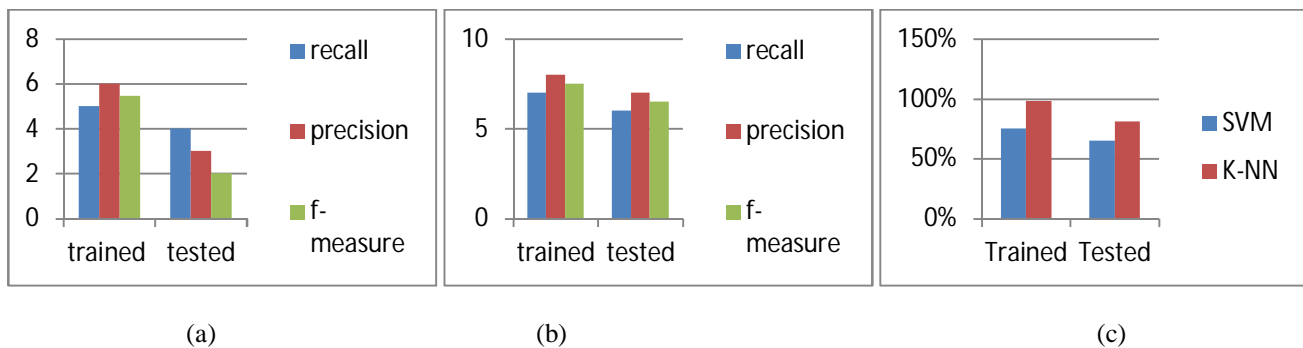 8
6
4
2
0
trained tested
recall
precision
f-
measure
10
5
0
trained tested
recall
precision
f-
measure
150%
100%
50%
0%
Trained Tested
SVM
K-NN
(a) (b) (c)